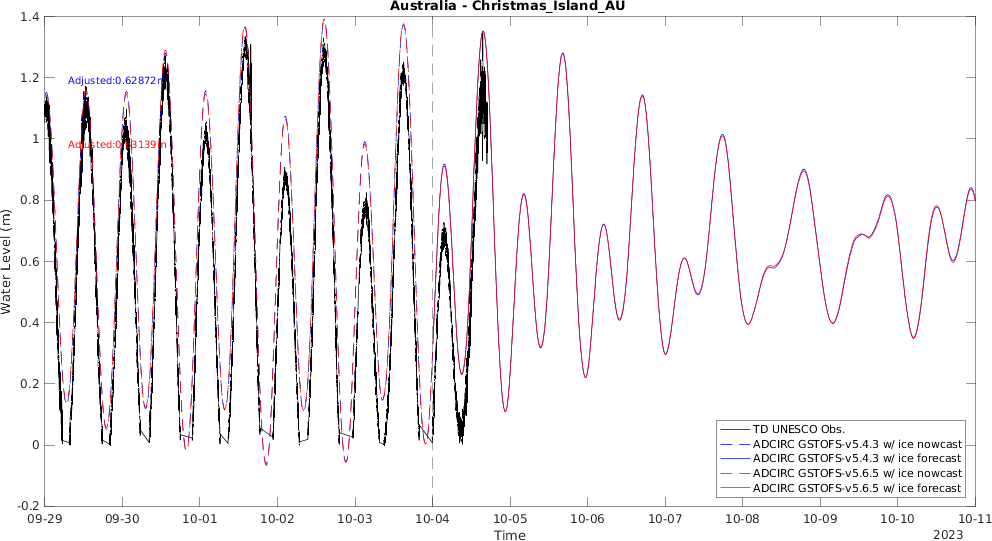 Australia - Christmas_Island_AU
1.4
1.2
1
0.8
0.6
0.4
0.2
0
-0.2
Water Level (m)
Adjusted:0.62872m
Adjusted:0.63139m
TD UNESCO Obs.
ADCIRC GSTOFS-v5.4.3 w/ ice nowcast
ADCIRC GSTOFS-v5.4.3 w/ ice forecast
ADCIRC GSTOFS-v5.6.5 w/ ice nowcast
ADCIRC GSTOFS-v5.6.5 w/ ice forecast
09-29 09-30 10-01 10-02 10-03 10-04 10-05 10-06 10-07 10-08 10-09 10-10 10-11
Time
2023